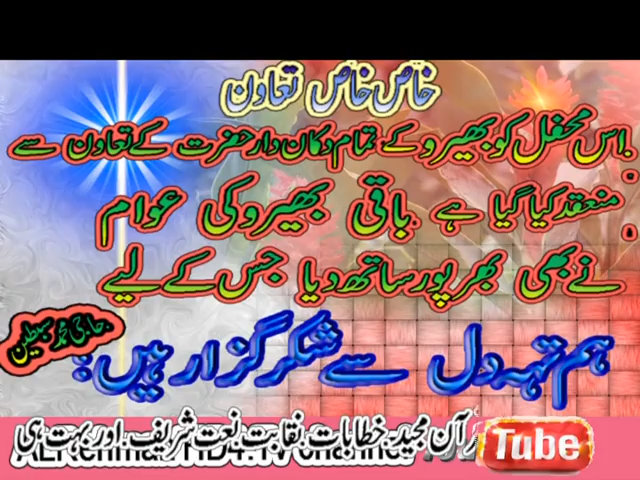 خاص خاص تعاون
اس محفل کو بھیرو کے تمام دکان دار حضرت کے تعاون سے
منعقد کیا گیا ہے باقی بھیرو کی عوام
نے بھی بھرپور ساتھ دیا جس کے لیے
ہم تہہ دل سے شکر گزار ہیں۔
حاجی محمد سبطین
مجید۔ خطابات۔ نقابت۔ نعت شریف۔ اور بہت ہی
Tube